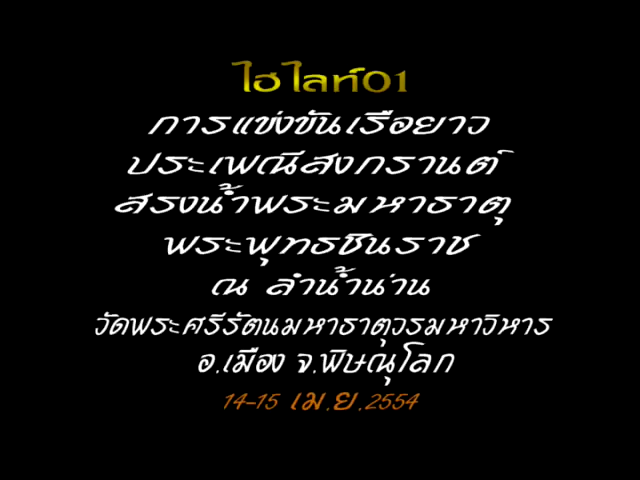 ไฮไลท์01
การแข่งขันเรือยาว
ประเพณีสงกรานต์
สรงน้ำพระมหาธาตุ
พระพุทธชินราช
ณ ลำน้ำน่าน
วัดพระศรีรัตนมหาธาตุวรมหาวิหาร
อ.เมือง จ.พิษณุโลก
14-15 เม.ย.2554